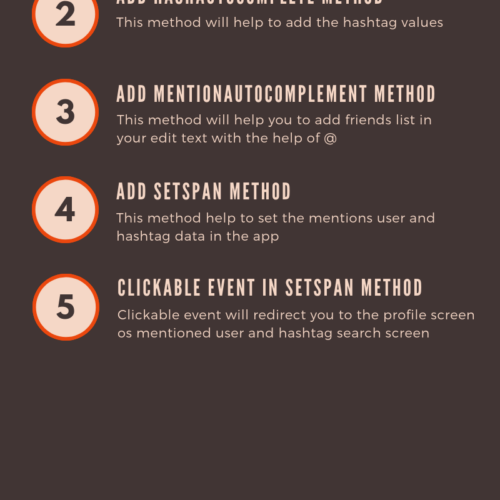 2
ADD HASHAUTOCOMPLETE METHOD
This method will help to add the hashtag values
3
ADD MENTIONAUTOCOMPLEMENT METHOD
This method will help you to add friends list in
your edit text with the help of @
4
ADD SETSPAN METHOD
This method help to set the mentions user and
hashtag data in the app
5
CLICKABLE EVENT IN SETSPAN METHOD
Clickable event will redirect you to the profile screen
os mentioned user and hashtag search screen